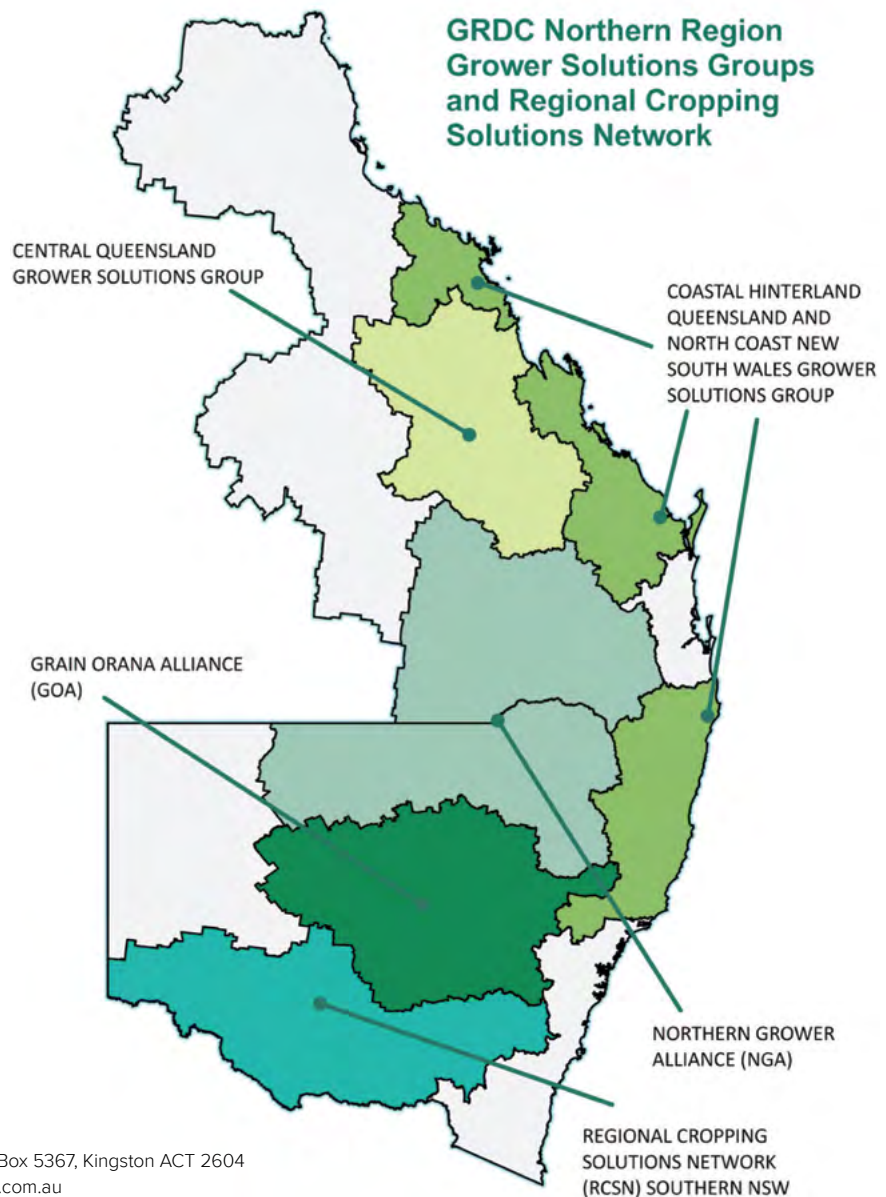 GRDC Northern Region
Grower Solutions Groups
and Regional Cropping
Solutions Network
CENTRAL QUEENSLAND
GROWER SOLUTIONS GROUP
COASTAL HINTERLAND
QUEENSLAND AND
NORTH COAST NEW
SOUTH WALES GROWER
SOLUTIONS GROUP
GRAIN ORANA ALLIANCE
(GOA)
NORTHERN GROWER
ALLIANCE (NGA)
REGIONAL CROPPING
SOLUTIONS NETWORK
(RCSN) SOUTHERN NSW
Box 5367, Kingston ACT 2604
.com.au